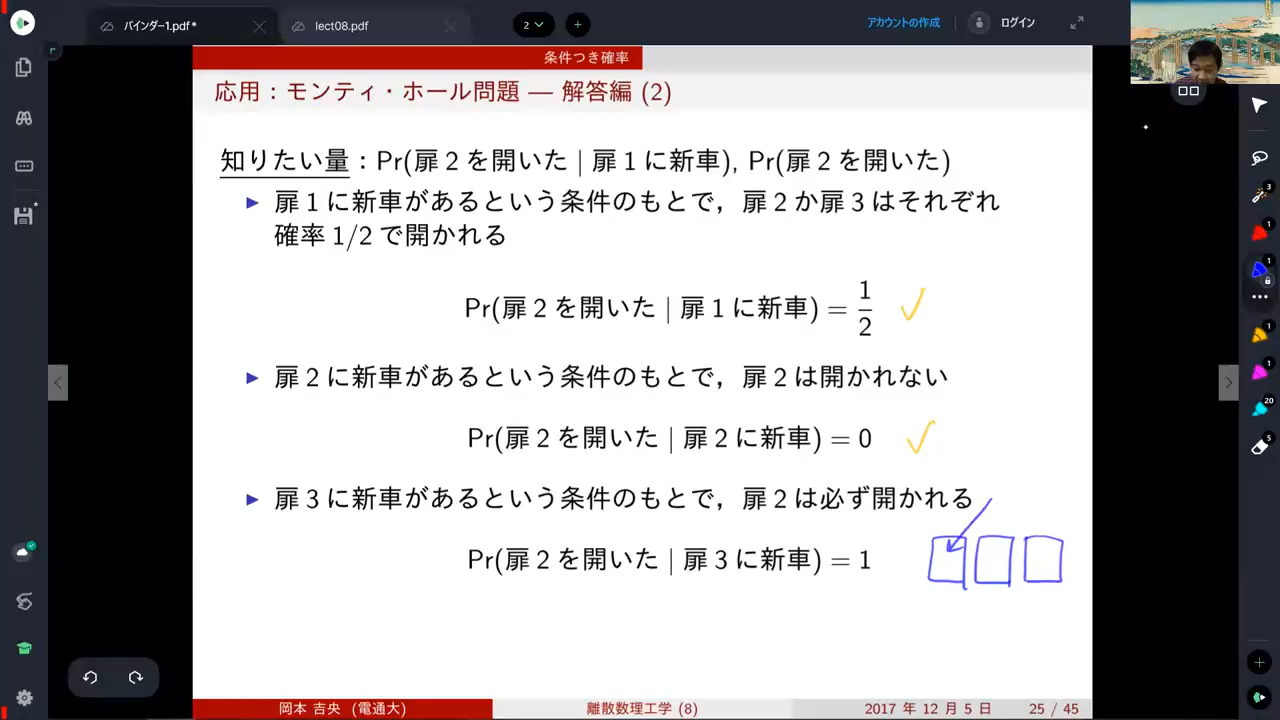 バインダー1.pdf*
lect08.pdf
2
アカウントの作成
ログイン
条件つき確率
応用：モンティ・ホール問題 — 解答編 (2)
知りたい量 : Pr(扉 2 を開いた | 扉 1 に新車), Pr(扉 2 を開いた)
扉 1 に新車があるという条件のもとで，扉 2 か扉 3 はそれぞれ
確率 1/2 で開かれる
Pr(扉 2 を開いた | 扉 1 に新車) = 1/2
扉 2 に新車があるという条件のもとで，扉 2 は開かれない
Pr(扉 2 を開いた | 扉 2 に新車) = 0
扉 3 に新車があるという条件のもとで，扉 2 は必ず開かれる
Pr(扉 2 を開いた | 扉 3 に新車) = 1
岡本 吉央 (電通大)
離散数理工学 (8)
2017 年 12 月 5 日
25 / 45
3
1
1
1
1
20
5